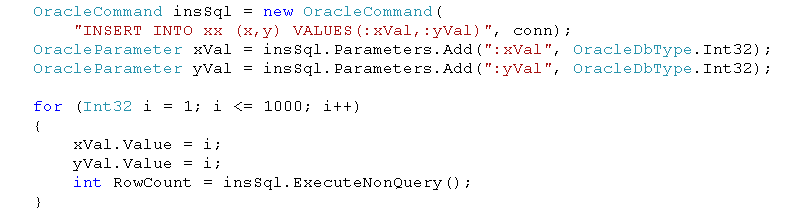 OracleCommand insSql = new OracleCommand(
    "INSERT INTO xx (x,y) VALUES(:xVal,:yVal)", conn);
OracleParameter xVal = insSql.Parameters.Add(":xVal", OracleDbType.Int32);
OracleParameter yVal = insSql.Parameters.Add(":yVal", OracleDbType.Int32);

for (Int32 i = 1; i <= 1000; i++)
{
    xVal.Value = i;
    yVal.Value = i;
    int RowCount = insSql.ExecuteNonQuery();
}